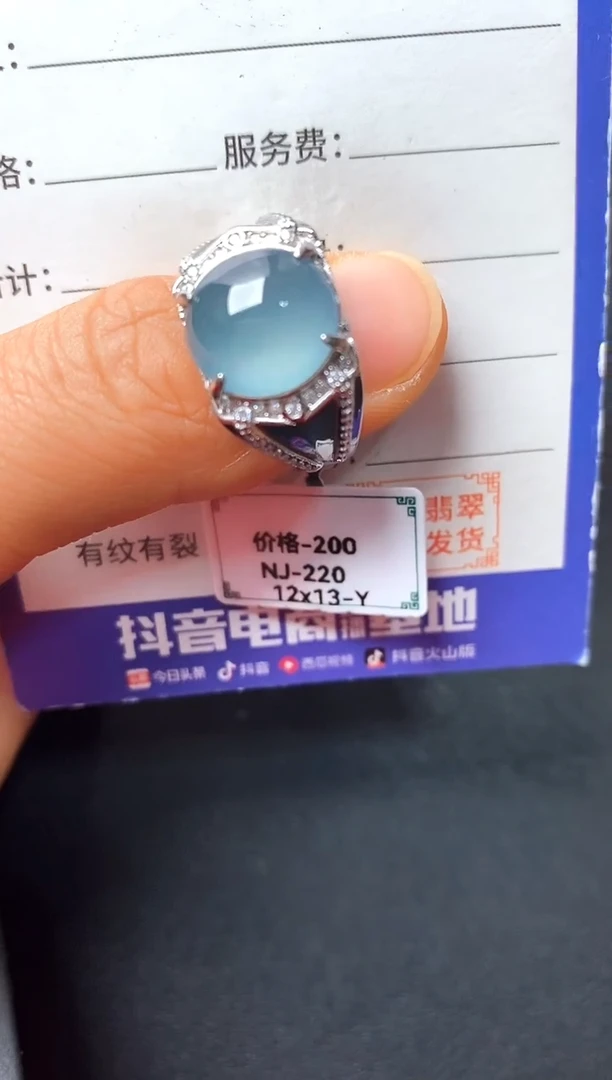 格：
服务费：
计：
翡翠
发货
有纹有裂
价格-200
NJ-220
12x13-Y
抖音电商 基地
今日头条 抖音 西瓜视频 抖音火山版